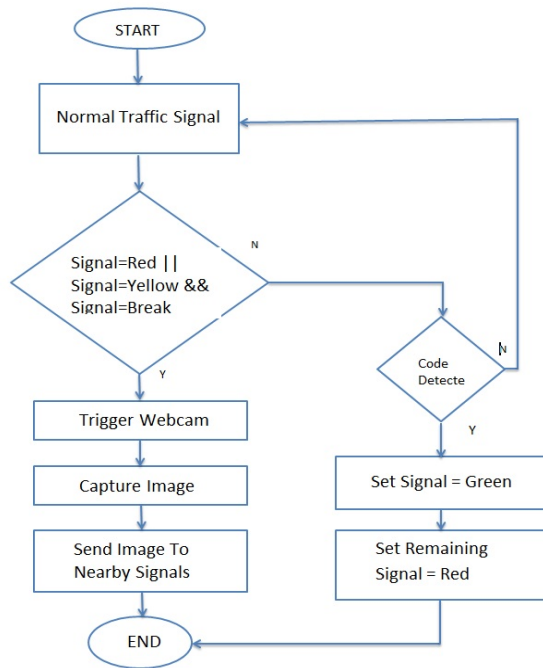 START
Normal Traffic Signal
N
Signal=Red ||
Signal=Yellow &&
Signal=Break
Y
Code
Detecte
N
Y
Trigger Webcam
Capture Image
Send Image To
Nearby Signals
Set Signal = Green
Set Remaining
Signal = Red
END